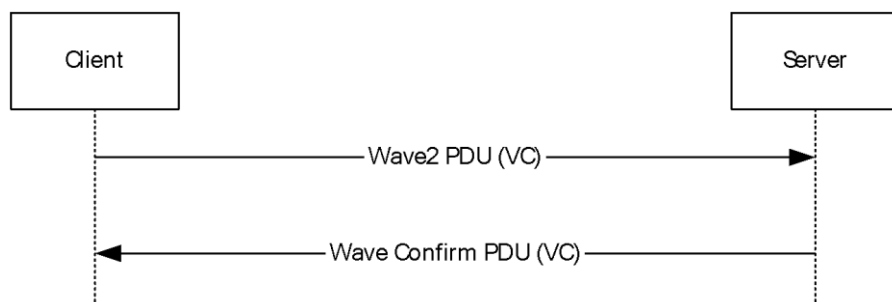 Client
Server
Wave2 PDU (VC)
Wave Confirm PDU (VC)